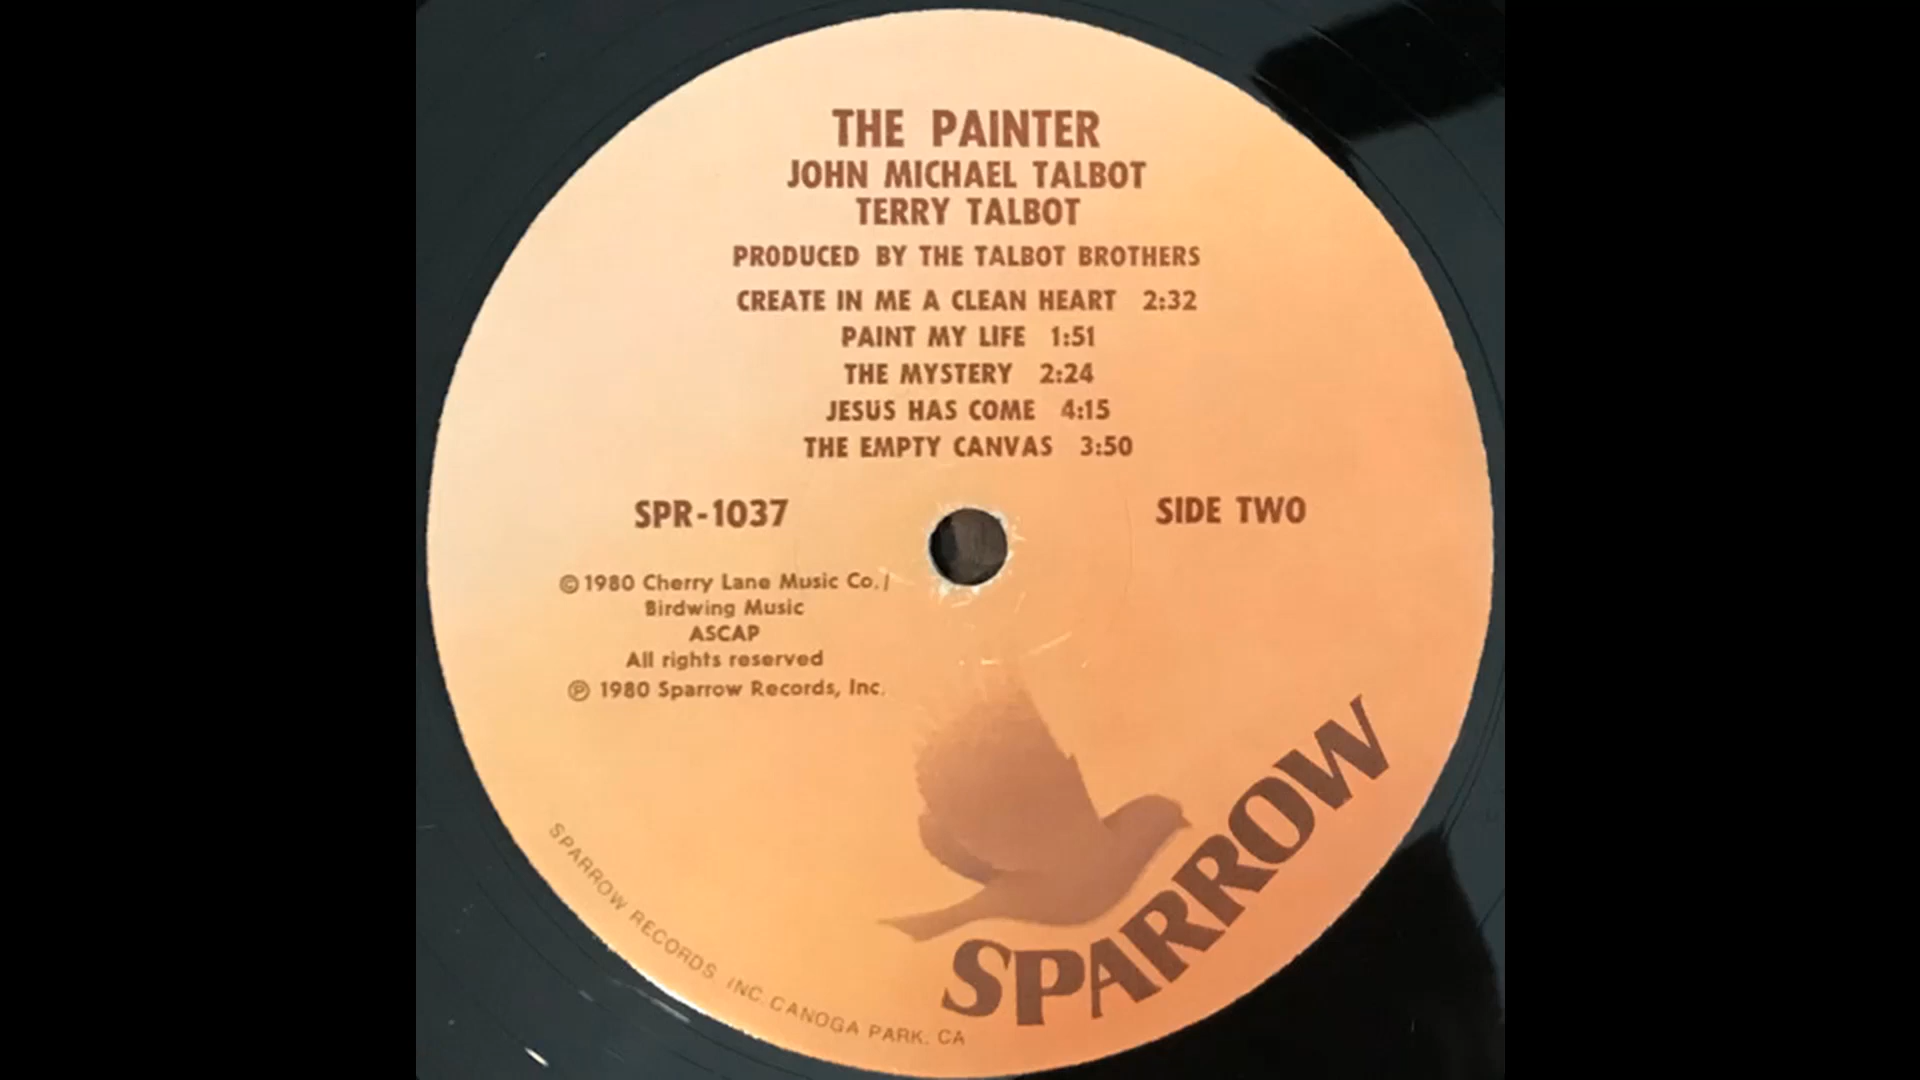 THE PAINTER
JOHN MICHAEL TALBOT
TERRY TALBOT
PRODUCED BY THE TALBOT BROTHERS
CREATE IN ME A CLEAN HEART 2:32
PAINT MY LIFE 1:51
THE MYSTERY 2:24
JESUS HAS COME 4:15
THE EMPTY CANVAS 3:50
SPR-1037
SIDE TWO
©1980 Cherry Lane Music Co./
Birdwing Music
ASCAP
All rights reserved
℗ 1980 Sparrow Records, Inc.
SPARROW
SPARROW RECORDS, INC. CANOGA PARK, CA